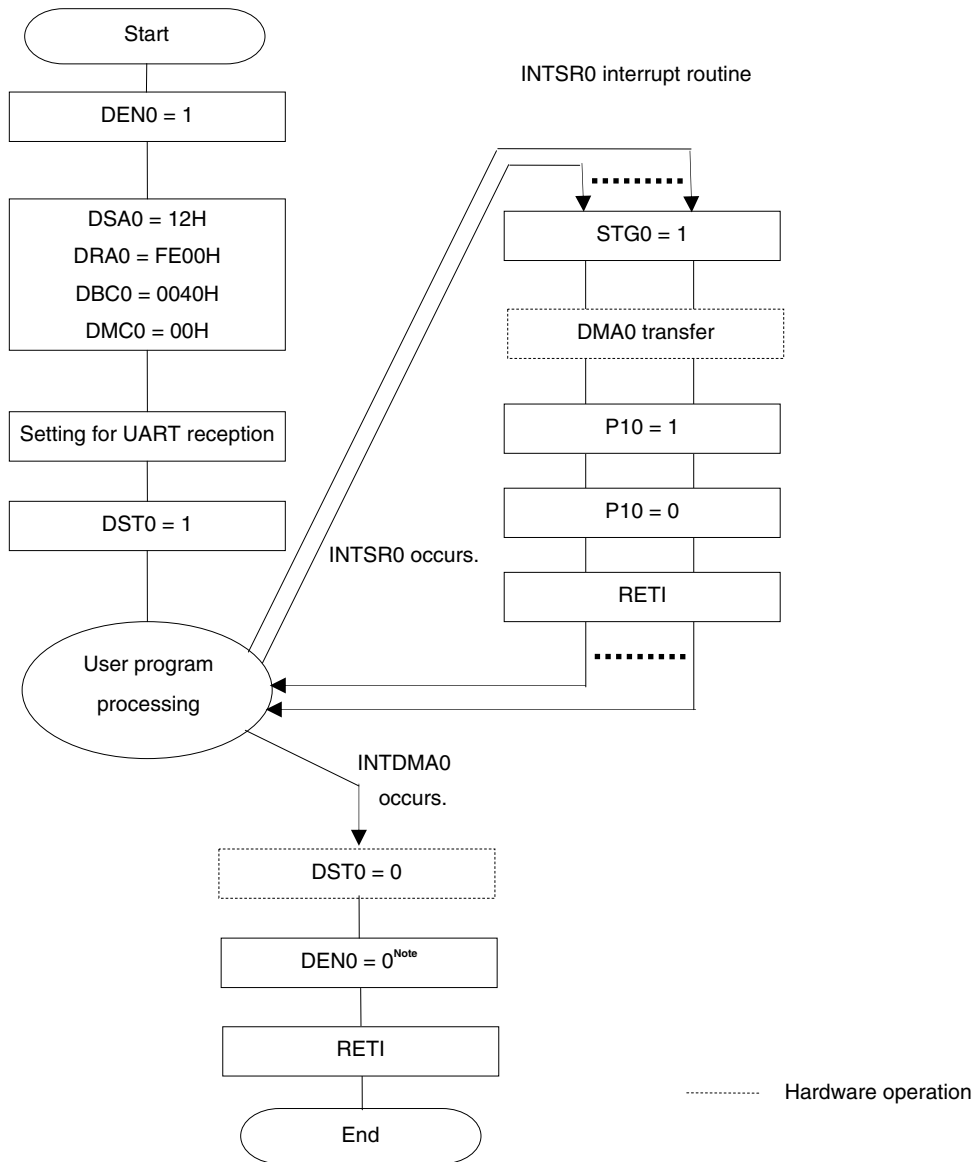 Start
DEN0 = 1
DSA0 = 12H
DRA0 = FE00H
DBC0 = 0040H
DMC0 = 00H
Setting for UART reception
DST0 = 1
User program
processing
INTSR0 interrupt routine
STG0 = 1
DMA0 transfer
P10 = 1
P10 = 0
RETI
INTSR0 occurs.
INTDMA0
occurs.
DST0 = 0
DEN0 = 0Note
RETI
End
Hardware operation